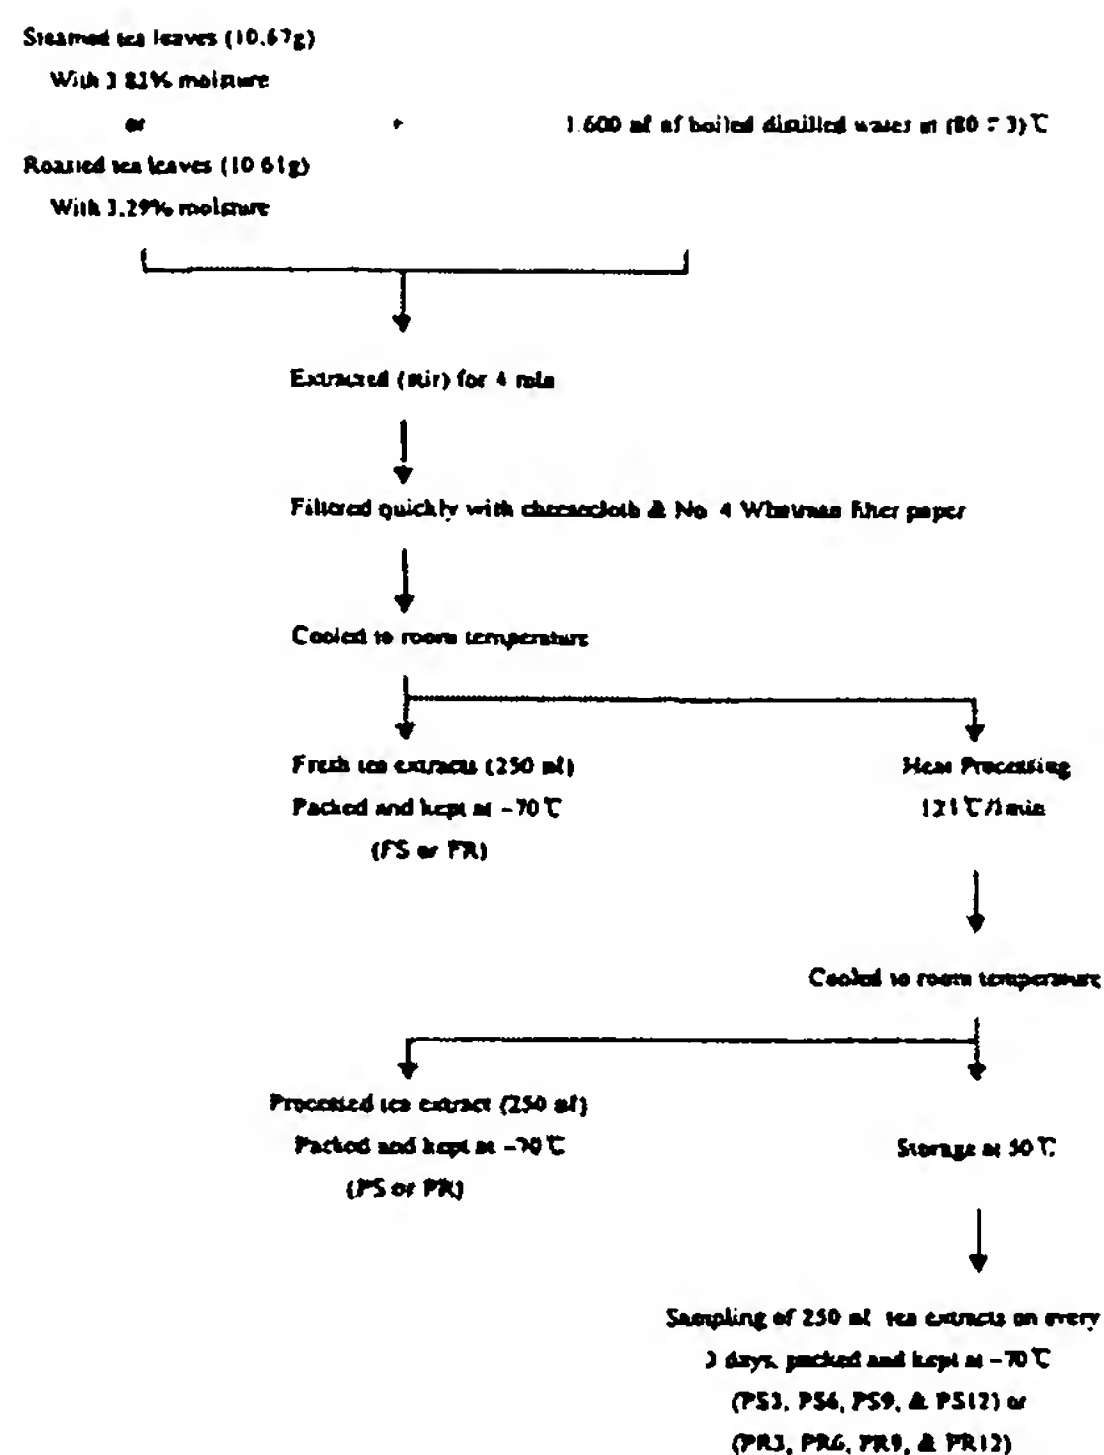 Steamed tea leaves (10.67g)
With 3.83% moisture
or
+
1,600 ml of boiled distilled water at (80 ± 3)℃
Roasted tea leaves (10.61g)
With 3.29% moisture
Extracted (stir) for 4 min
Filtered quickly with cheesecloth & No. 4 Whatman filter paper
Cooled to room temperature
Fresh tea extracts (250 ml)
Packed and kept at -70℃
(FS or FR)
Heat Processing
121℃/1min
Cooled to room temperature
Processed tea extract (250 ml)
Packed and kept at -70℃
(PS or PR)
Storage at 50℃
Sampling of 250 ml tea extracts on every
3 days, packed and kept at -70℃
(PS3, PS6, PS9, & PS12) or
(PR3, PR6, PR9, & PR12)